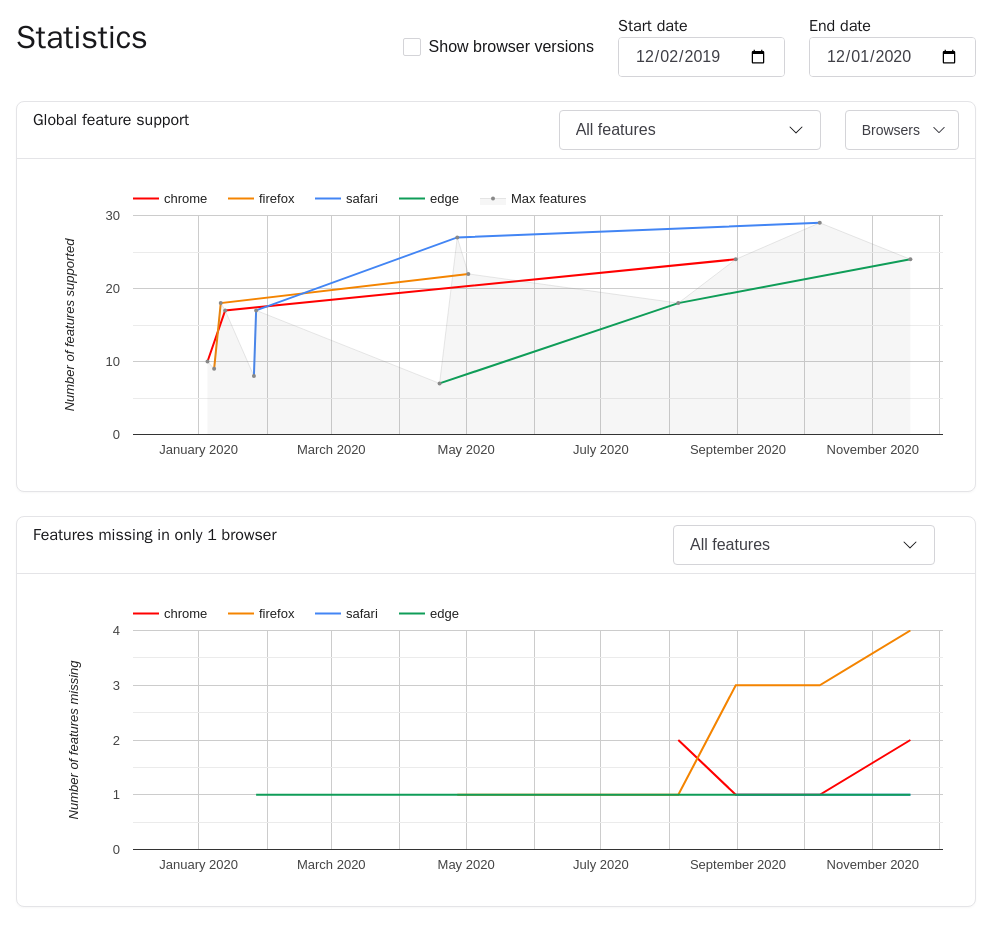 Statistics
Show browser versions
Start date
12/02/2019
End date
12/01/2020
Global feature support
All features
Browsers
chrome
firefox
safari
edge
Max features
Number of features supported
30
20
10
0
January 2020
March 2020
May 2020
July 2020
September 2020
November 2020
Features missing in only 1 browser
All features
chrome
firefox
safari
edge
Number of features missing
4
3
2
1
0
January 2020
March 2020
May 2020
July 2020
September 2020
November 2020